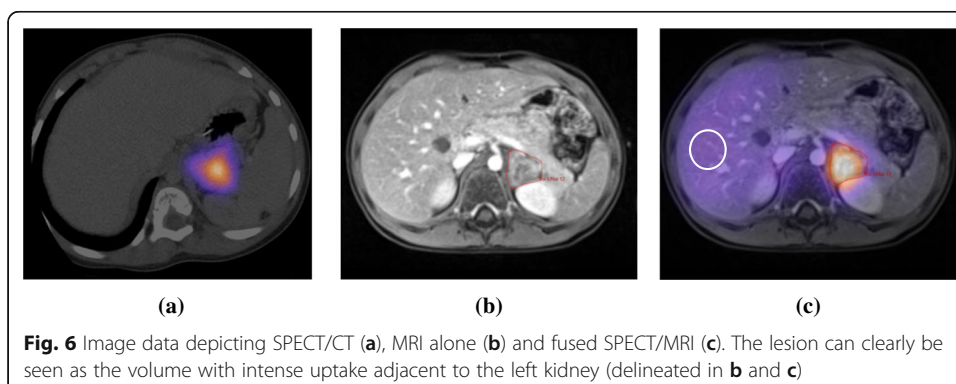 (a) (b) (c)
Fig. 6 Image data depicting SPECT/CT (a), MRI alone (b) and fused SPECT/MRI (c). The lesion can clearly be
seen as the volume with intense uptake adjacent to the left kidney (delineated in b and c)